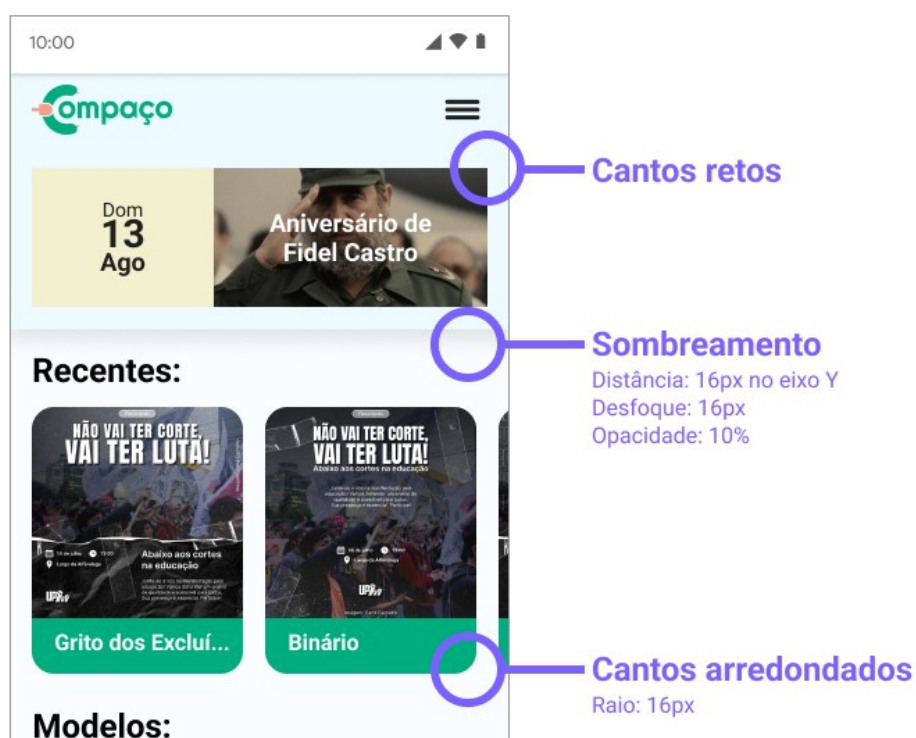 10:00
Compaço
Cantos retos
Dom
13
Ago
Aniversário de
Fidel Castro
Sombreamento
Distância: 16px no eixo Y
Desfoque: 16px
Opacidade: 10%
Recentes:
NÃO VAI TER CORTE,
VAI TER LUTA!
Abaixo aos cortes
na educação
Grito dos Excluí...
NÃO VAI TER CORTE,
VAI TER LUTA!
Abaixo aos cortes na educação
Binário
Cantos arredondados
Raio: 16px
Modelos: